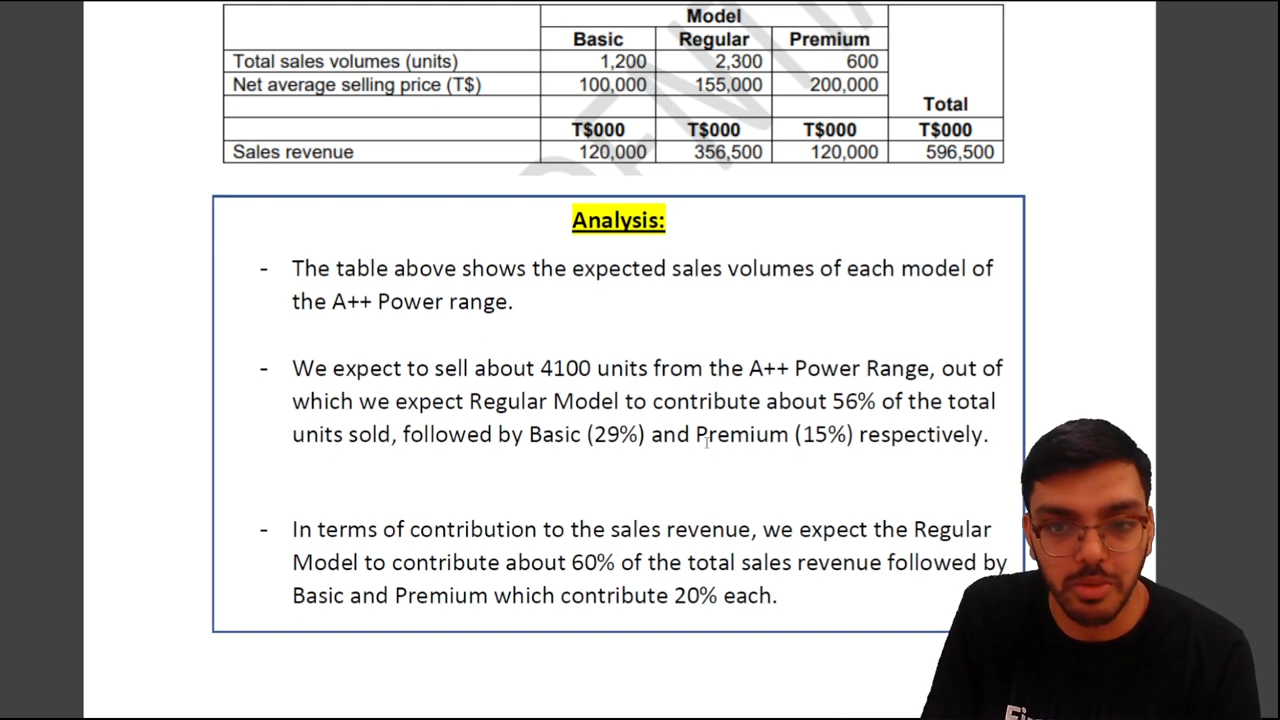 Model
Basic Regular Premium
Total sales volumes (units) 1,200 2,300 600
Net average selling price (T$) 100,000 155,000 200,000
Total
T$000 T$000 T$000 T$000
Sales revenue 120,000 356,500 120,000 596,500
Analysis:
- The table above shows the expected sales volumes of each model of
the A++ Power range.
- We expect to sell about 4100 units from the A++ Power Range, out of
which we expect Regular Model to contribute about 56% of the total
units sold, followed by Basic (29%) and Premium (15%) respectively.
- In terms of contribution to the sales revenue, we expect the Regular
Model to contribute about 60% of the total sales revenue followed by
Basic and Premium which contribute 20% each.